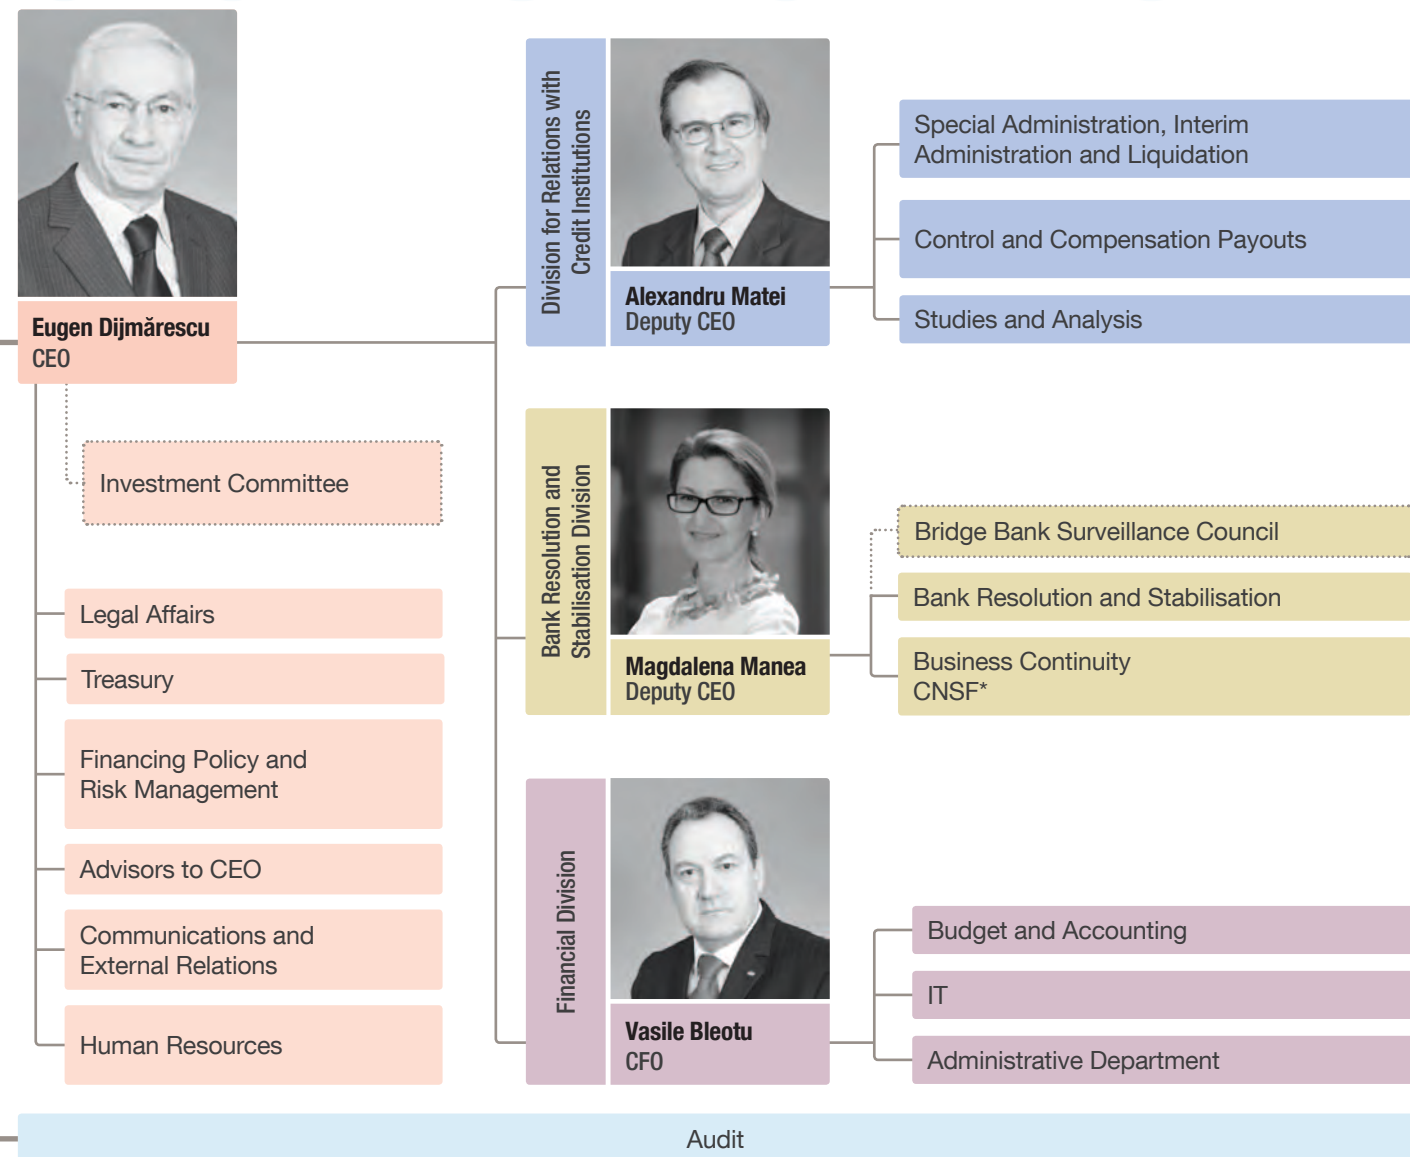 Eugen Dijmărescu
CEO
Investment Committee
Legal Affairs
Treasury
Financing Policy and
Risk Management
Advisors to CEO
Communications and
External Relations
Human Resources
Division for Relations with
Credit Institutions
Alexandru Matei
Deputy CEO
Special Administration, Interim
Administration and Liquidation
Control and Compensation Payouts
Studies and Analysis
Bank Resolution and
Stabilisation Division
Magdalena Manea
Deputy CEO
Bridge Bank Surveillance Council
Bank Resolution and Stabilisation
Business Continuity
CNSF*
Financial Division
Vasile Bleotu
CFO
Budget and Accounting
IT
Administrative Department
Audit